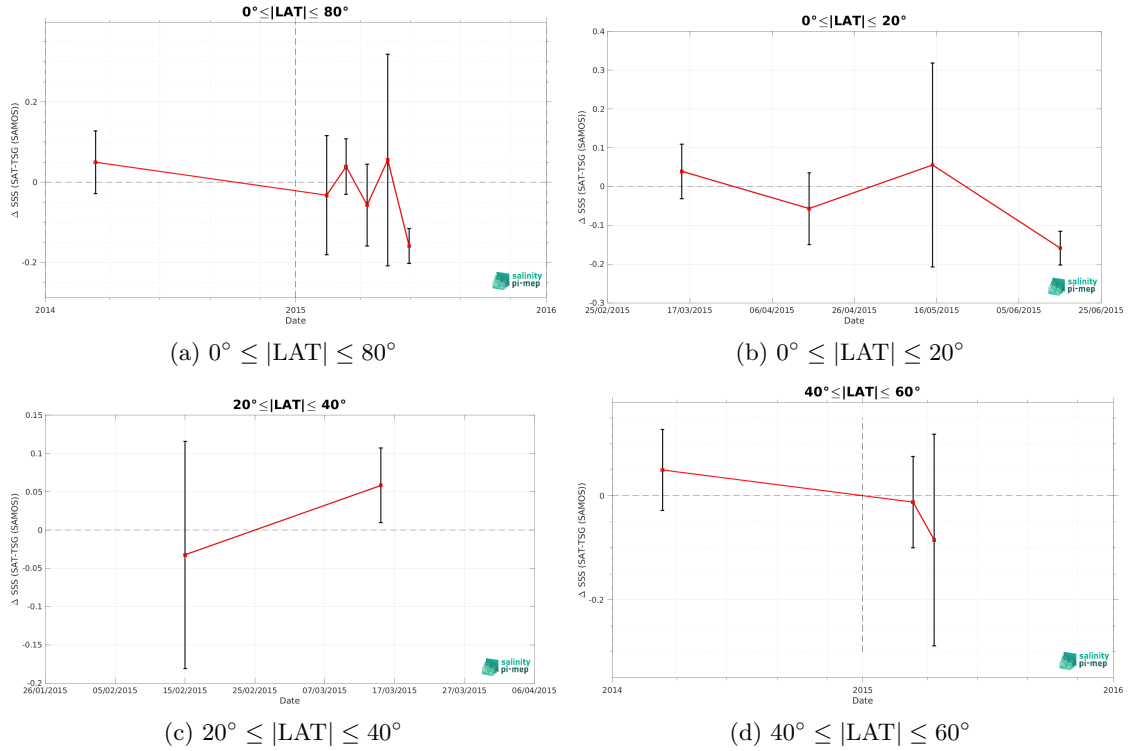 0°≤|LAT|≤ 80°
Δ SSS (SAT-TSG (SAMOS))
0.2
0
-0.2
2014
2015
2016
Date
salinity
pi-mep
(a) 0° ≤ |LAT| ≤ 80°
0°≤|LAT|≤ 20°
Δ SSS (SAT-TSG (SAMOS))
0.4
0.3
0.2
0.1
0
-0.1
-0.2
-0.3
25/02/2015
17/03/2015
06/04/2015
26/04/2015
16/05/2015
05/06/2015
25/06/2015
Date
salinity
pi-mep
(b) 0° ≤ |LAT| ≤ 20°
20°≤|LAT|≤ 40°
Δ SSS (SAT-TSG (SAMOS))
0.15
0.1
0.05
0
-0.05
-0.1
-0.15
-0.2
26/01/2015
05/02/2015
15/02/2015
25/02/2015
07/03/2015
17/03/2015
27/03/2015
06/04/2015
Date
salinity
pi-mep
(c) 20° ≤ |LAT| ≤ 40°
40°≤|LAT|≤ 60°
Δ SSS (SAT-TSG (SAMOS))
0
-0.2
2014
2015
2016
Date
salinity
pi-mep
(d) 40° ≤ |LAT| ≤ 60°